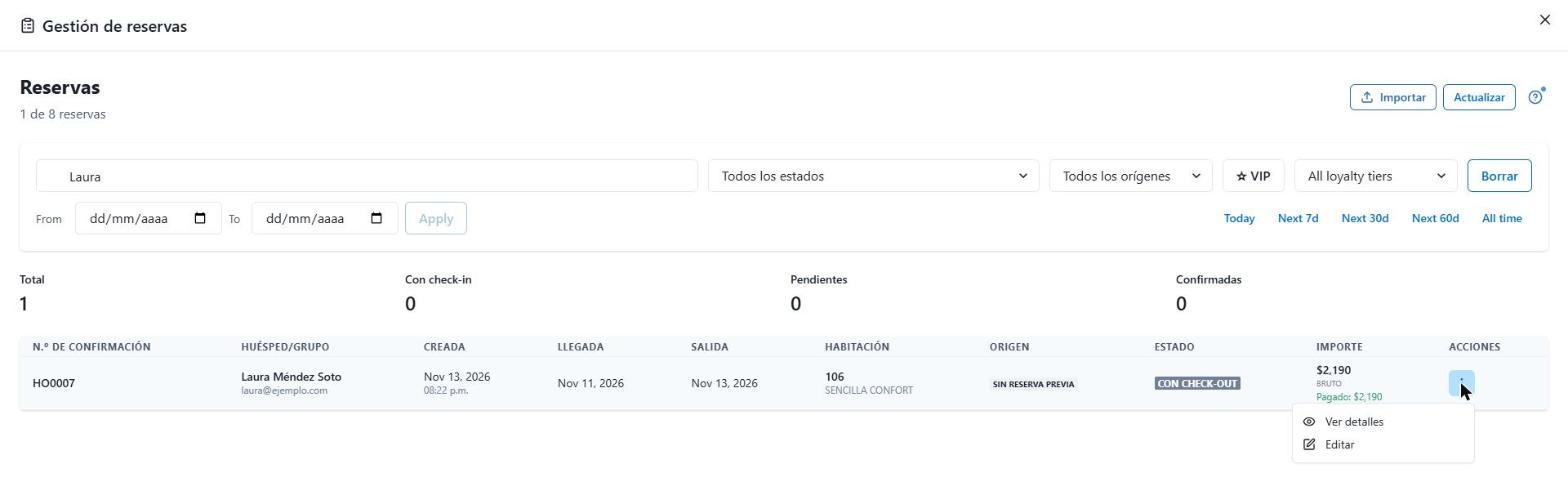 Gestión de reservas
Reservas
1 de 8 reservas
Importar
Actualizar
Laura
Todos los estados
Todos los orígenes
VIP
All loyalty tiers
Borrar
From dd/mm/aaaa To dd/mm/aaaa Apply
Today Next 7d Next 30d Next 60d All time
Total Con check-in Pendientes Confirmadas
1 0 0 0
N.º DE CONFIRMACIÓN HUÉSPED/GRUPO CREADA LLEGADA SALIDA HABITACIÓN ORIGEN ESTADO IMPORTE ACCIONES
HO0007
Laura Méndez Soto
laura@ejemplo.com
Nov 13, 2026
08:22 p.m.
Nov 11, 2026
Nov 13, 2026
106
SENCILLA CONFORT
SIN RESERVA PREVIA
CON CHECK-OUT
$2,190
BRUTO
Pagado: $2,190
Ver detalles
Editar